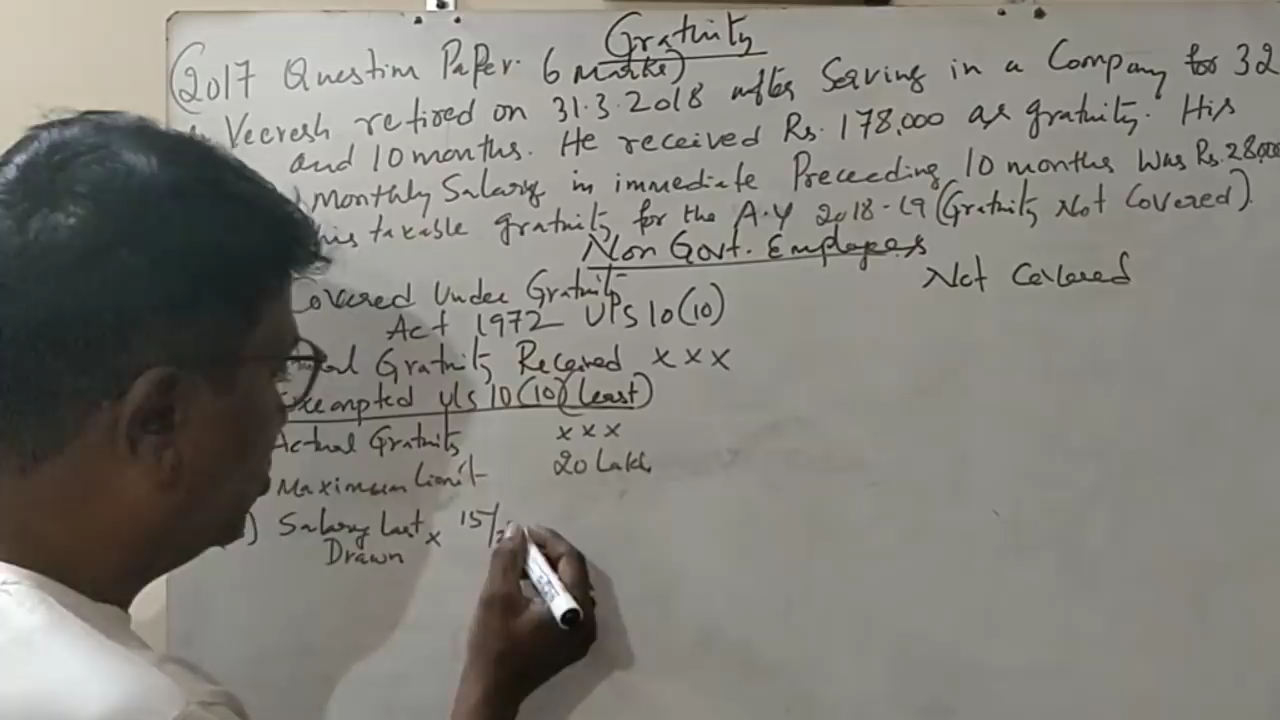 Gratuity
(2017 Question Paper. 6 Marks)
Veeresh retired on 31.3.2018 after Serving in a Company for 32
and 10 months. He received Rs. 178,000 as gratuity. His
monthly Salary in immediate Preceeding 10 months was Rs. 28,000
his taxable gratuity for the A.Y 2018-19 (Gratuity Not Covered).
Non Govt. Employees
Covered Under Gratuity
Act 1972 U/S 10(10)
Not Covered
Gratuity Received x x x
Exempted U/S 10(10)(least)
Actual Gratuity x x x
Maximum limit 20 Lakh
) Salary Last x 15/2
Drawn